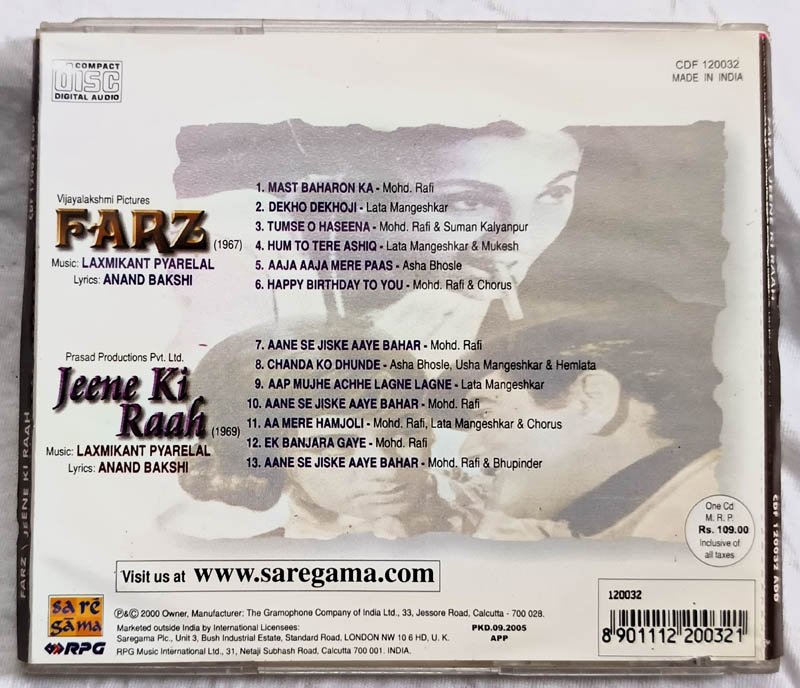 COMPACT
disc
DIGITAL AUDIO
CDF 120032
MADE IN INDIA
Vijayalakshmi Pictures
FARZ (1967)
Music: LAXMIKANT PYARELAL
Lyrics: ANAND BAKSHI
1. MAST BAHARON KA - Mohd. Rafi
2. DEKHO DEKHOJI - Lata Mangeshkar
3. TUMSE O HASEENA - Mohd. Rafi & Suman Kalyanpur
4. HUM TO TERE ASHIQ - Lata Mangeshkar & Mukesh
5. AAJA AAJA MERE PAAS - Asha Bhosle
6. HAPPY BIRTHDAY TO YOU - Mohd. Rafi & Chorus
Prasad Productions Pvt. Ltd.
Jeene Ki
Raah (1969)
Music: LAXMIKANT PYARELAL
Lyrics: ANAND BAKSHI
7. AANE SE JISKE AAYE BAHAR - Mohd. Rafi
8. CHANDA KO DHUNDE - Asha Bhosle, Usha Mangeshkar & Hemlata
9. AAP MUJHE ACHHE LAGNE LAGNE - Lata Mangeshkar
10. AANE SE JISKE AAYE BAHAR - Mohd. Rafi
11. AA MERE HAMJOLI - Mohd. Rafi, Lata Mangeshkar & Chorus
12. EK BANJARA GAYE - Mohd. Rafi
13. AANE SE JISKE AAYE BAHAR - Mohd. Rafi & Bhupinder
One Cd
M. R. P.
Rs. 109.00
Inclusive of
all taxes
Visit us at www.saregama.com
sa rē
gā ma
RPG
℗&© 2000 Owner, Manufacturer: The Gramophone Company of India Ltd., 33, Jessore Road, Calcutta - 700 028.
Marketed outside India by International Licensees:
Saregama Plc., Unit 3, Bush Industrial Estate, Standard Road, LONDON NW 10 6 HD, U. K.
RPG Music International Ltd., 31, Netaji Subhash Road, Calcutta 700 001. INDIA.
PKD.09.2005
APP
120032
8 901112 200321
FARZ \ JEENE KI RAAH
CDF 120032 ADD
JEENE KI RAAH
CDF 120032 ADD